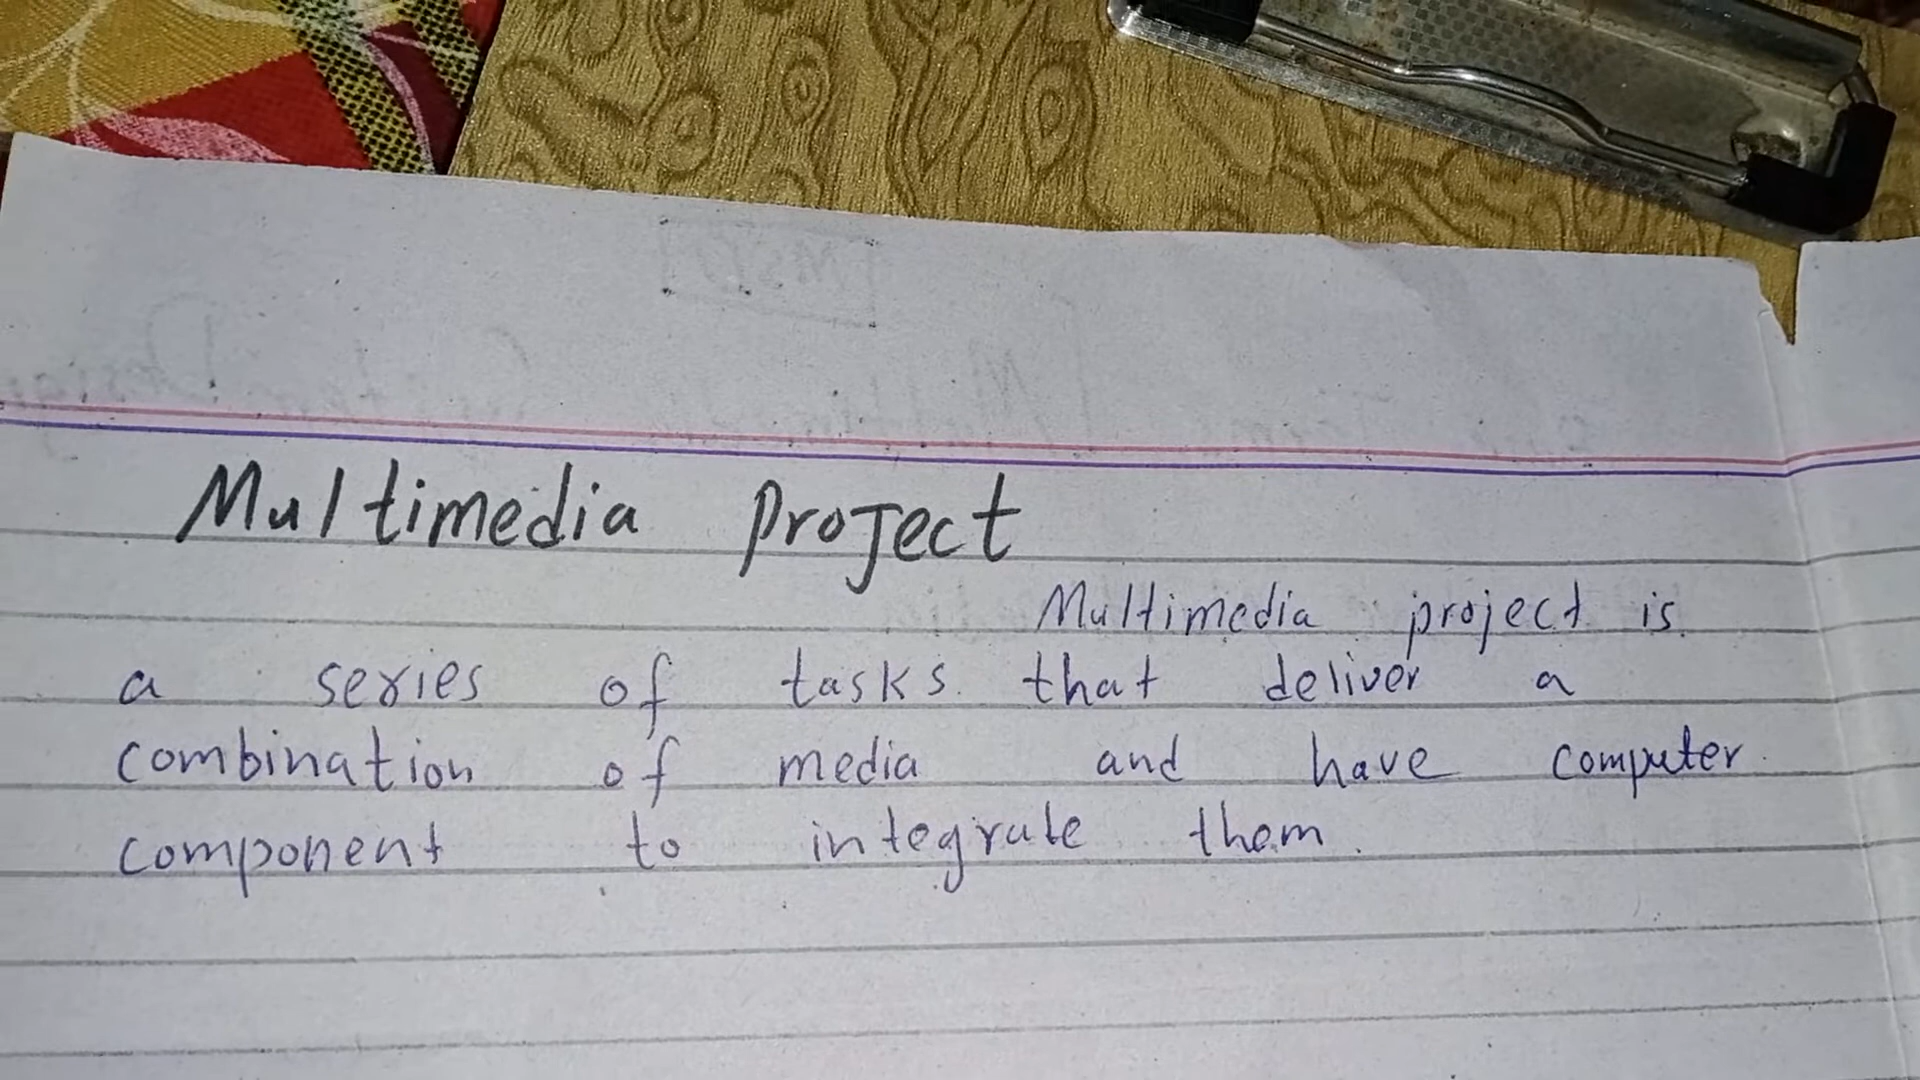 Multimedia project
Multimedia project is
a series of tasks that deliver a
combination of media and have computer
component to integrate them.